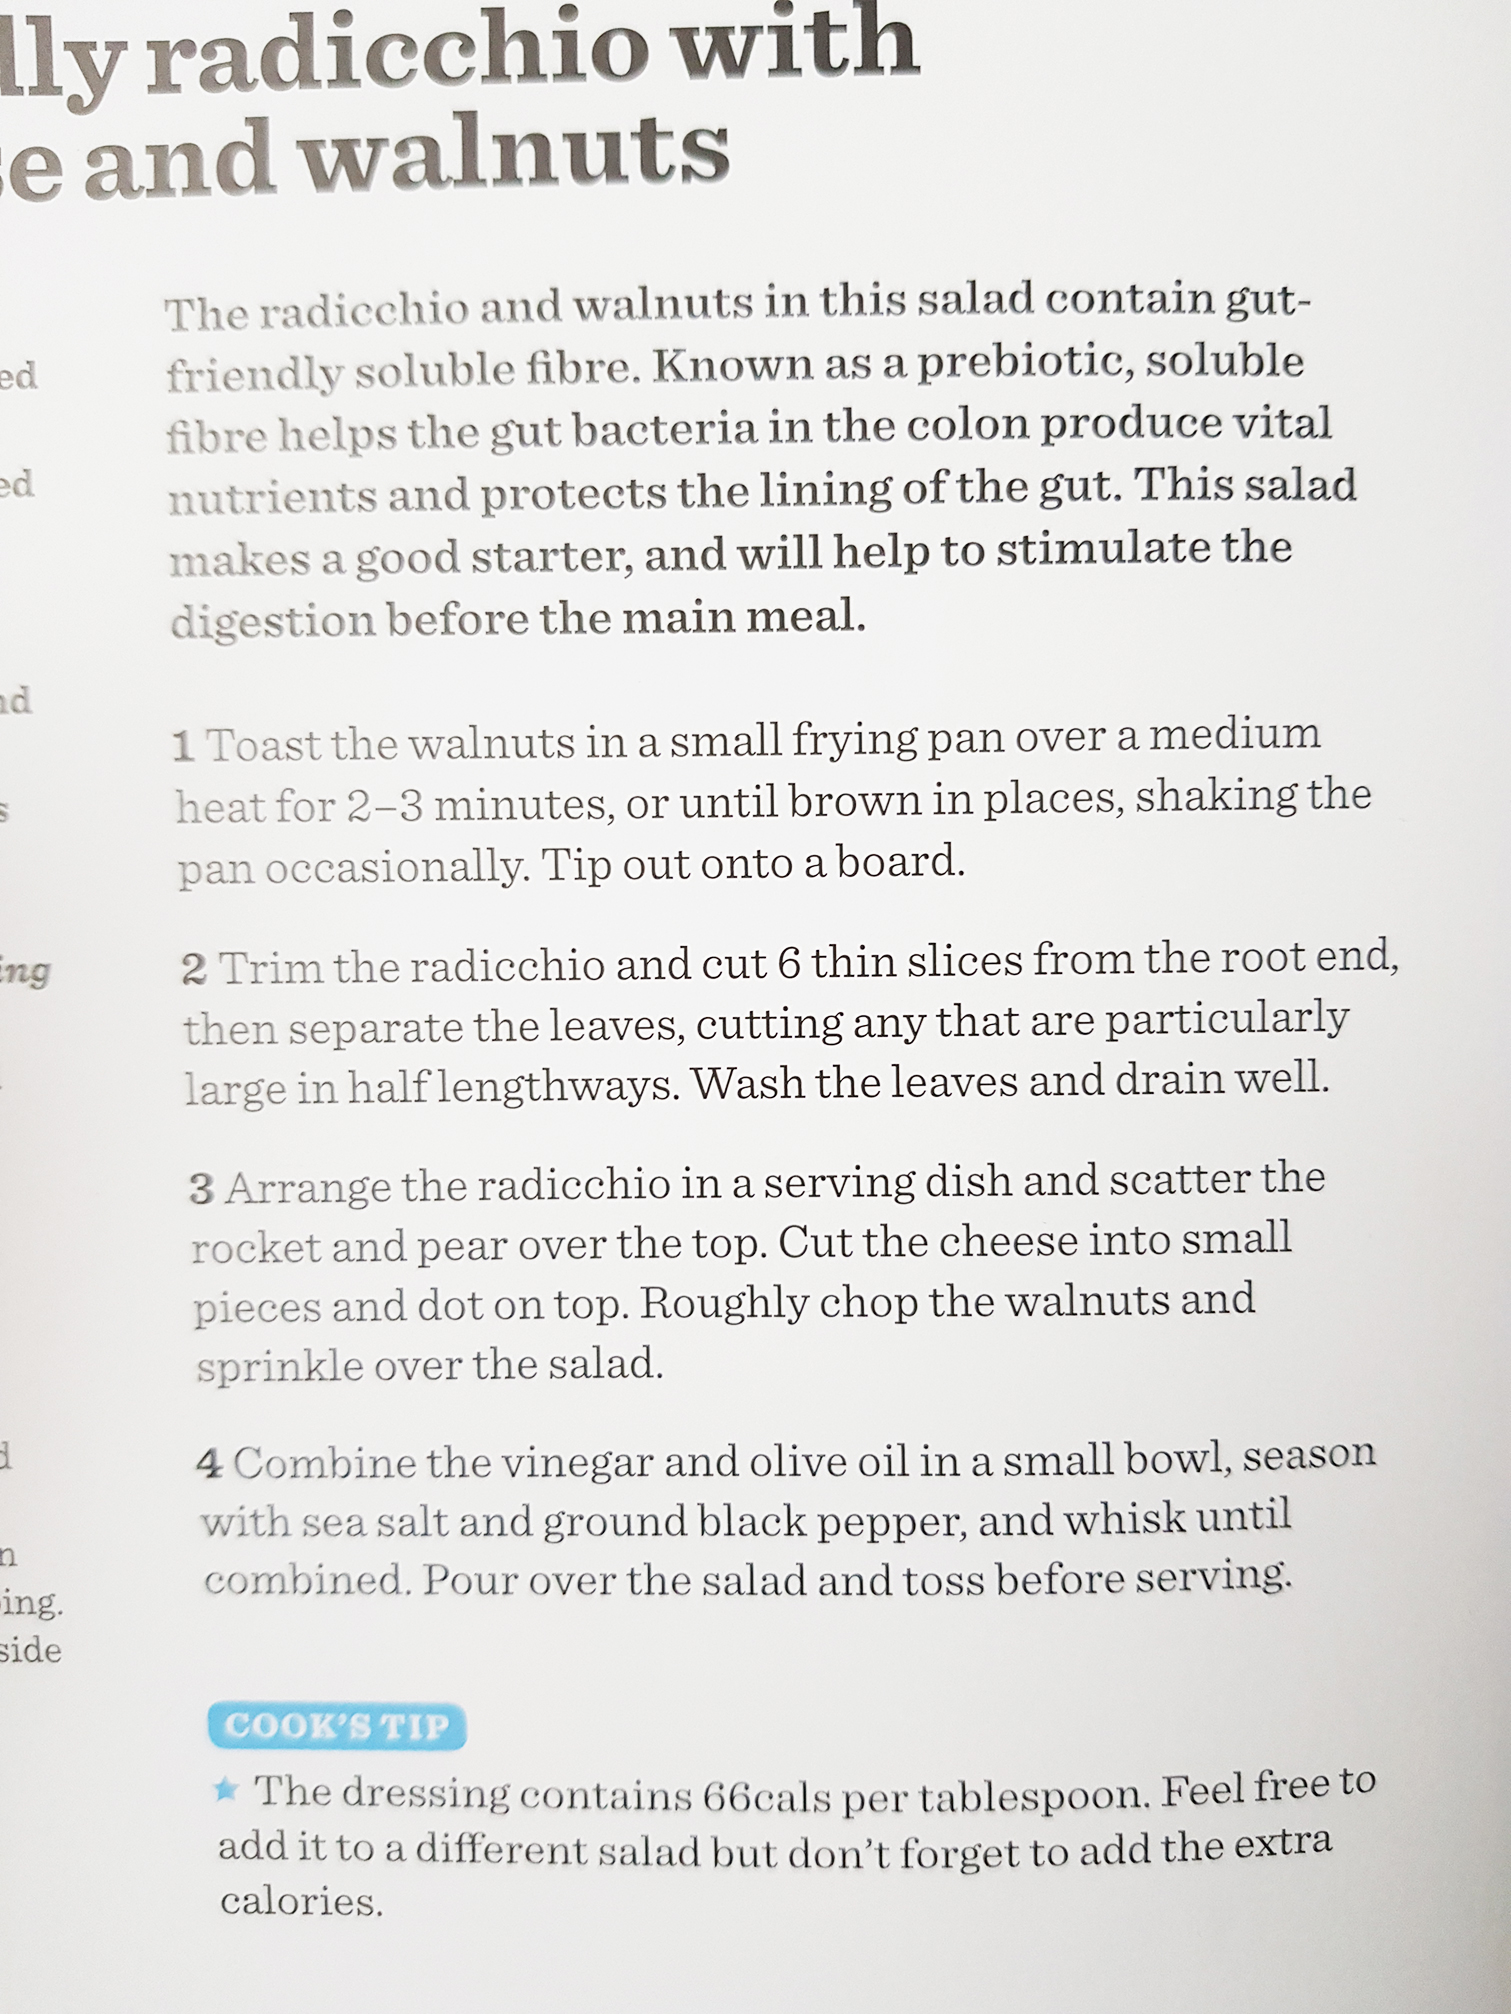 lly radicchio with
se and walnuts
The radicchio and walnuts in this salad contain gut-
friendly soluble fibre. Known as a prebiotic, soluble
fibre helps the gut bacteria in the colon produce vital
nutrients and protects the lining of the gut. This salad
makes a good starter, and will help to stimulate the
digestion before the main meal.
1 Toast the walnuts in a small frying pan over a medium
heat for 2–3 minutes, or until brown in places, shaking the
pan occasionally. Tip out onto a board.
2 Trim the radicchio and cut 6 thin slices from the root end,
then separate the leaves, cutting any that are particularly
large in half lengthways. Wash the leaves and drain well.
3 Arrange the radicchio in a serving dish and scatter the
rocket and pear over the top. Cut the cheese into small
pieces and dot on top. Roughly chop the walnuts and
sprinkle over the salad.
4 Combine the vinegar and olive oil in a small bowl, season
with sea salt and ground black pepper, and whisk until
combined. Pour over the salad and toss before serving.
COOK'S TIP
★ The dressing contains 66cals per tablespoon. Feel free to
add it to a different salad but don't forget to add the extra
calories.
ed
ed
nd
s
ing
d
n
ing.
side